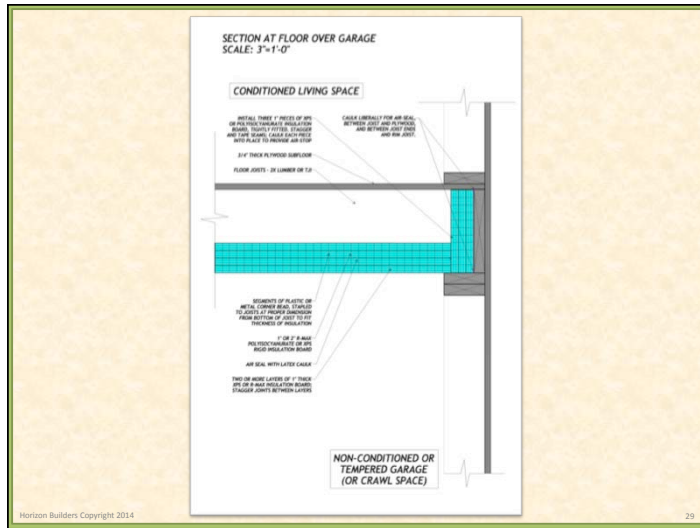 SECTION AT FLOOR OVER GARAGE
SCALE: 3"=1'-0"
CONDITIONED LIVING SPACE
INSTALL THREE 1" PIECES OF XPS
OR POLYISOCYANURATE INSULATION
BOARD, TIGHTLY FITTED, STAGGER
AND TAPE SEAMS; CAULK EACH PIECE
INTO PLACE TO PROVIDE AIR-STOP
CAULK LIBERALLY FOR AIR-SEAL,
BETWEEN JOIST AND PLYWOOD,
AND BETWEEN JOIST ENDS
AND RIM JOIST.
3/4" THICK PLYWOOD SUBFLOOR
FLOOR JOISTS - 2X LUMBER OR TJI
SEGMENTS OF PLASTIC OR
METAL CORNER BEAD, STAPLED
TO JOISTS AT PROPER DIMENSION
FROM BOTTOM OF JOIST TO FIT
THICKNESS OF INSULATION
1" OR 2" R-MAX
POLYISOCYANURATE OR XPS
RIGID INSULATION BOARD
AIR SEAL WITH LATEX CAULK
TWO OR MORE LAYERS OF 1" THICK
XPS OR R-MAX INSULATION BOARD;
STAGGER JOINTS BETWEEN LAYERS
NON-CONDITIONED OR
TEMPERED GARAGE
(OR CRAWL SPACE)
Horizon Builders Copyright 2014
29